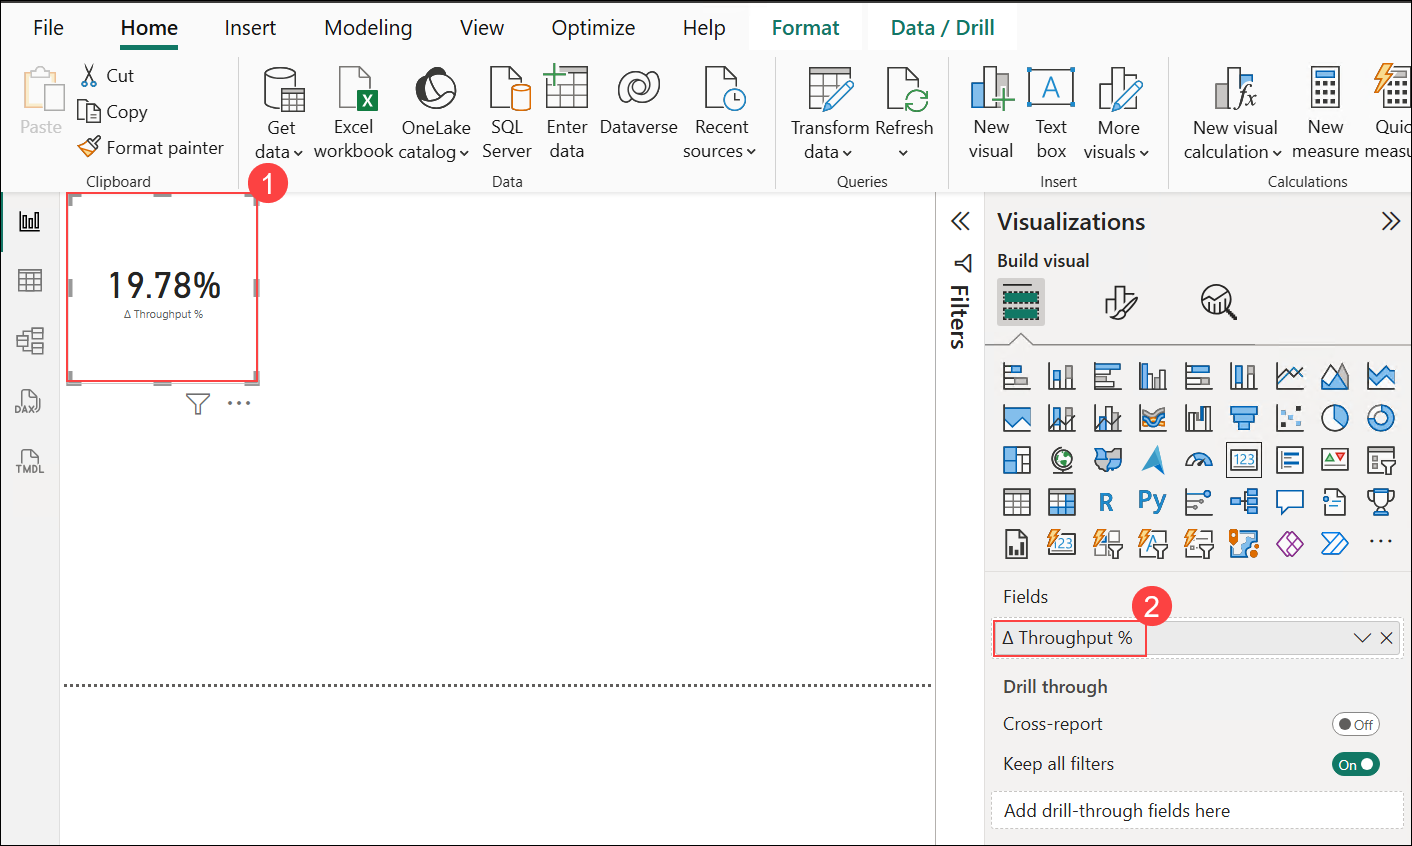 File Home Insert Modeling View Optimize Help Format Data / Drill
Paste
Cut
Copy
Format painter
Clipboard
Get
data
Excel
workbook
OneLake
catalog
SQL
Server
Enter
data
Dataverse
Recent
sources
Data
Transform
data
Refresh
Queries
New
visual
Text
box
More
visuals
Insert
New visual
calculation
New
measure
Quic
measu
Calculations
1
19.78%
Δ Throughput %
DAX
TMDL
Filters
Visualizations
Build visual
123
R
Py
123
Fields
2
Δ Throughput %
Drill through
Cross-report
Off
Keep all filters
On
Add drill-through fields here